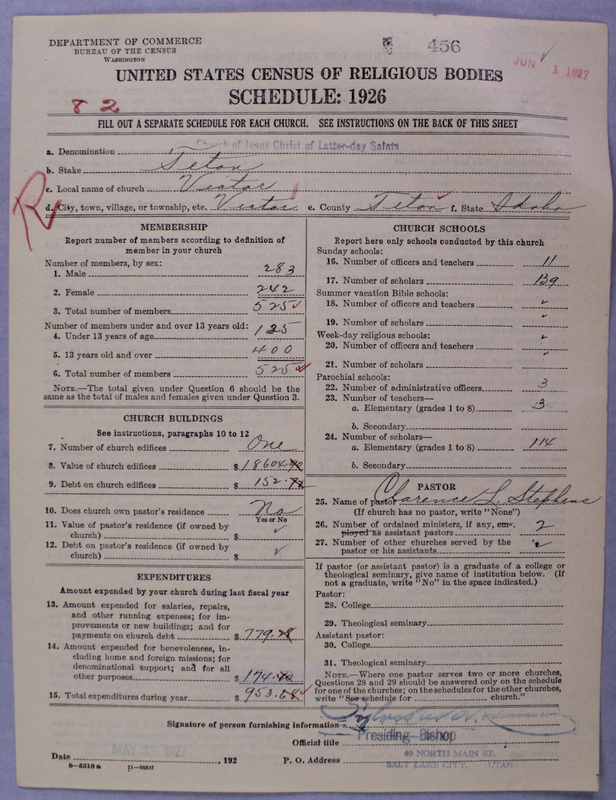 DEPARTMENT OF COMMERCE
BUREAU OF THE CENSUS
WASHINGTON
456
JUN 1 1927
UNITED STATES CENSUS OF RELIGIOUS BODIES
SCHEDULE: 1926
8 2
FILL OUT A SEPARATE SCHEDULE FOR EACH CHURCH. SEE INSTRUCTIONS ON THE BACK OF THIS SHEET
a. Denomination Church of Jesus Christ of Latter-day Saints
b. Stake Teton
c. Local name of church Victor
R
d. City, town, village, or township, etc. Victor e. County Teton f. State Idaho
MEMBERSHIP
Report number of members according to definition of
member in your church
Number of members, by sex:
1. Male 283
2. Female 242
3. Total number of members 525
Number of members under and over 13 years old:
4. Under 13 years of age 125
5. 13 years old and over 400
6. Total number of members 525
NOTE.—The total given under Question 6 should be
same as the total of males and females given under Question 3.
CHURCH BUILDINGS
See instructions, paragraphs 10 to 12
7. Number of church edifices One
8. Value of church edifices $ 18604.
9. Debt on church edifices $ 152.
10. Does church own pastor's residence No
Yes or No
11. Value of pastor's residence (if owned by
church) $ ✓
12. Debt on pastor's residence (if owned by
church) $ ✓
EXPENDITURES
Amount expended by your church during last fiscal year
13. Amount expended for salaries, repairs,
and other running expenses; for im-
provements or new buildings; and for
payments on church debt $ 779.
14. Amount expended for benevolences, in-
cluding home and foreign missions; for
denominational support; and for all
other purposes $ 174.
15. Total expenditures during year $ 953.
CHURCH SCHOOLS
Report here only schools conducted by this church
Sunday schools:
16. Number of officers and teachers 11
17. Number of scholars 139
Summer vacation Bible schools:
18. Number of officers and teachers ✓
19. Number of scholars ✓
Week-day religious schools:
20. Number of officers and teachers ✓
21. Number of scholars ✓
Parochial schools:
22. Number of administrative officers 3
23. Number of teachers—
a. Elementary (grades 1 to 8) 3
b. Secondary
24. Number of scholars—
a. Elementary (grades 1 to 8) 114
b. Secondary
PASTOR
25. Name of pastor Clarence L. Stephens
(If church has no pastor, write "None")
26. Number of ordained ministers, if any, em-
ployed as assistant pastors 2
27. Number of other churches served by the
pastor or his assistants ✓
If pastor (or assistant pastor) is a graduate of a college or
theological seminary, give name of institution below. (If
not a graduate, write "No" in the space indicated.)
Pastor:
28. College
29. Theological seminary
Assistant pastor:
30. College
31. Theological seminary
NOTE.—Where one pastor serves two or more churches,
Questions 28 and 29 should be answered only on the schedule
for one of the churches; on the schedules for the other churches,
write "See schedule for church."
Signature of person furnishing information
Official title Presiding Bishop
Date MAY 25 1927, 192 P. O. Address 40 NORTH MAIN ST.
SALT LAKE CITY, UTAH
8—5518a